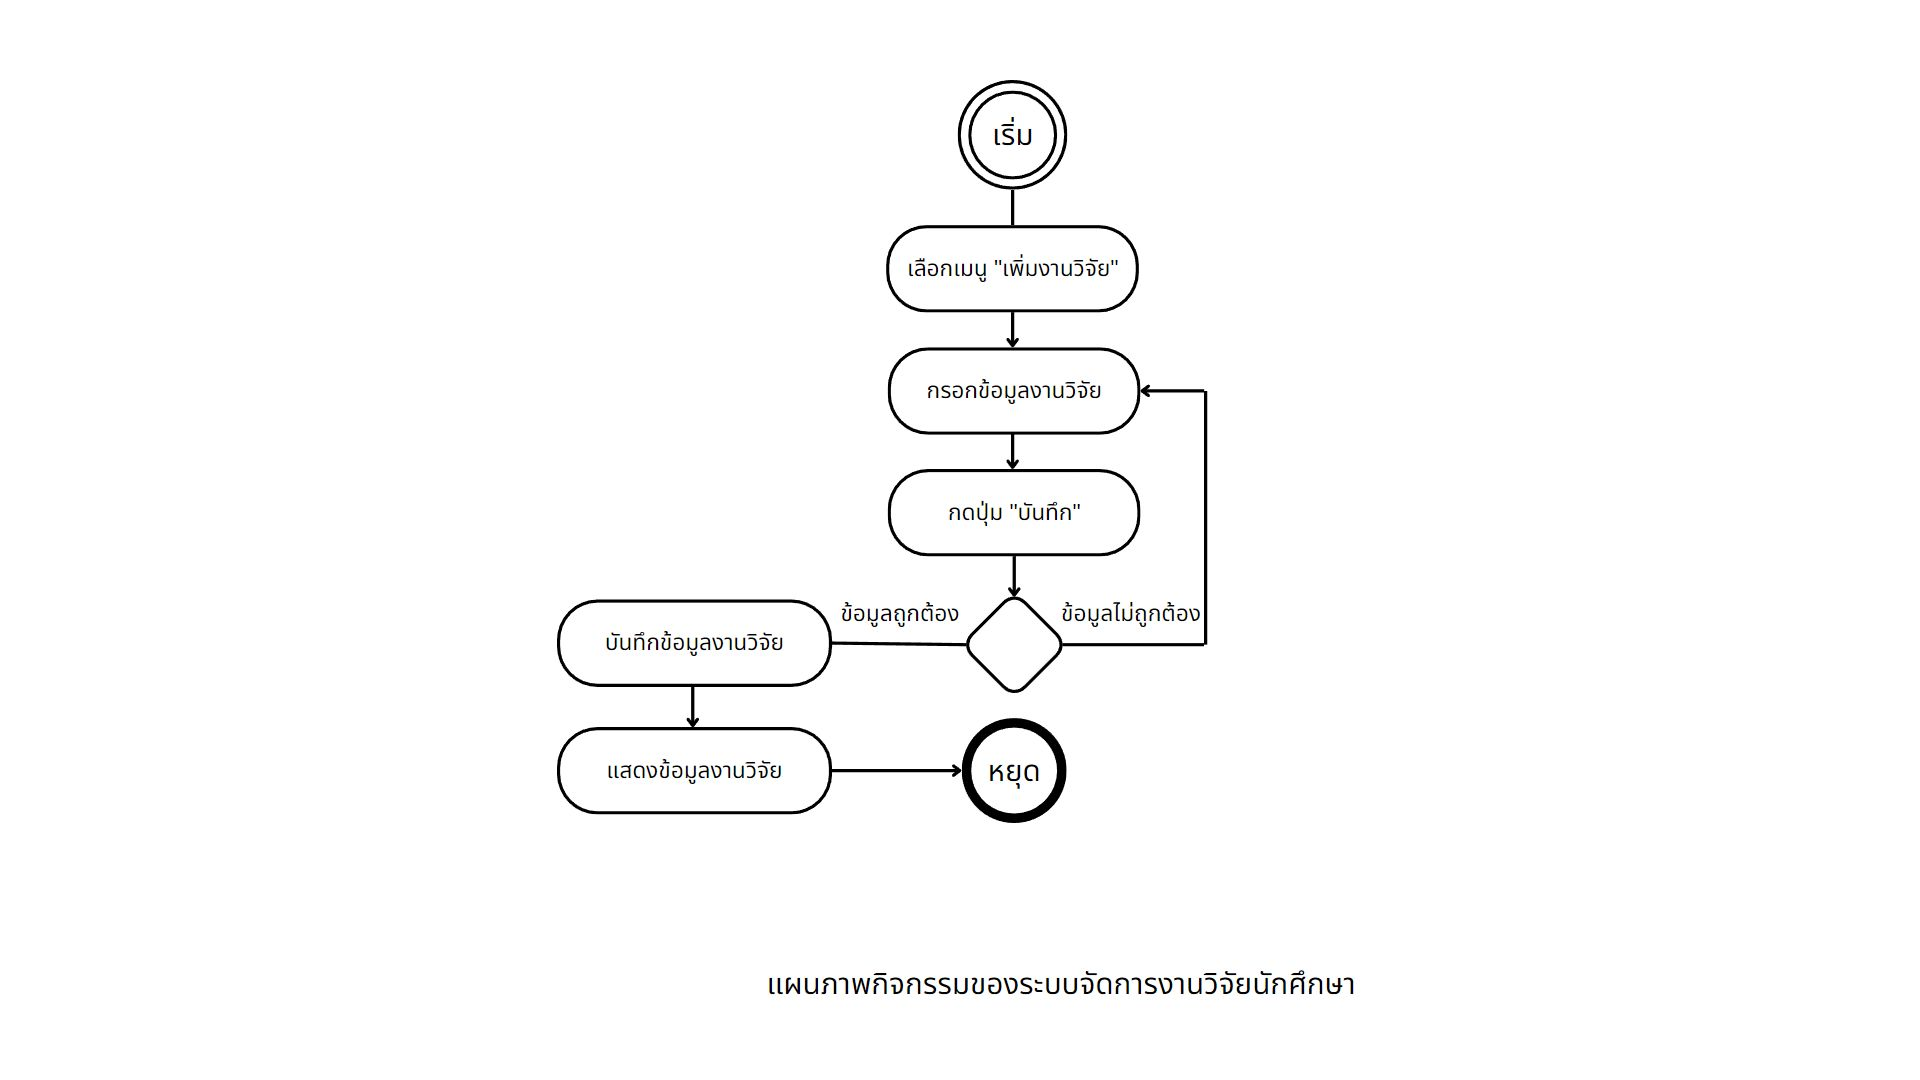 เริ่ม
เลือกเมนู "เพิ่มงานวิจัย"
กรอกข้อมูลงานวิจัย
กดปุ่ม "บันทึก"
ข้อมูลถูกต้อง
ข้อมูลไม่ถูกต้อง
บันทึกข้อมูลงานวิจัย
แสดงข้อมูลงานวิจัย
หยุด
แผนภาพกิจกรรมของระบบจัดการงานวิจัยนักศึกษา